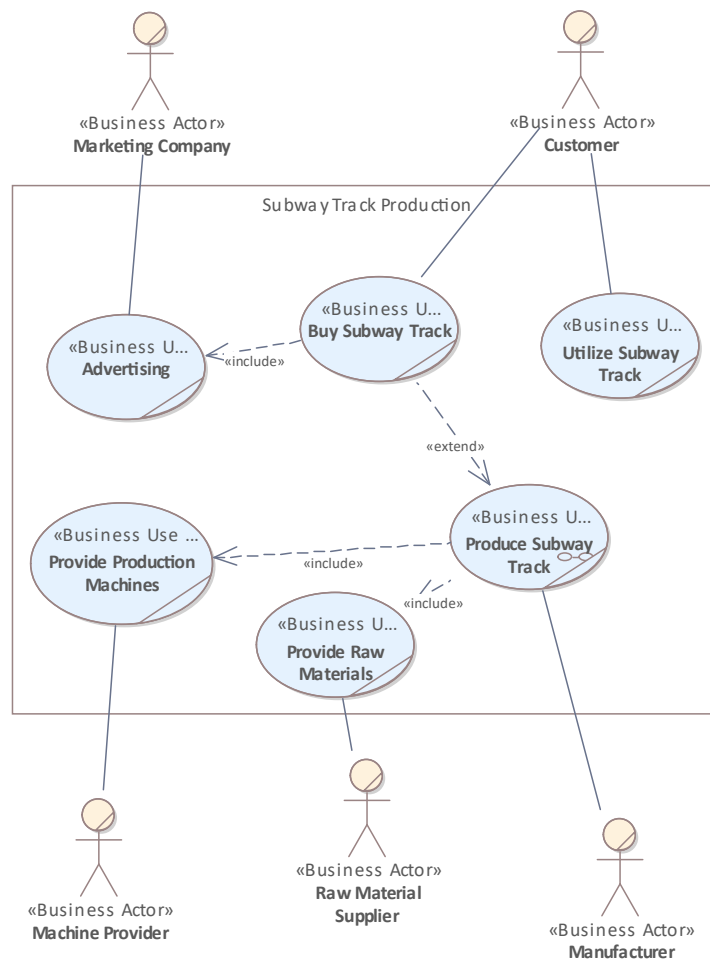 «Business Actor»
Marketing Company
«Business Actor»
Customer
Subway Track Production
«Business U...
Advertising
«include»
«Business U...
Buy Subway Track
«Business U...
Utilize Subway
Track
«extend»
«Business Use ...
Provide Production
Machines
«include»
«Business U...
Produce Subway
Track
«include»
«Business U...
Provide Raw
Materials
«Business Actor»
Machine Provider
«Business Actor»
Raw Material
Supplier
«Business Actor»
Manufacturer